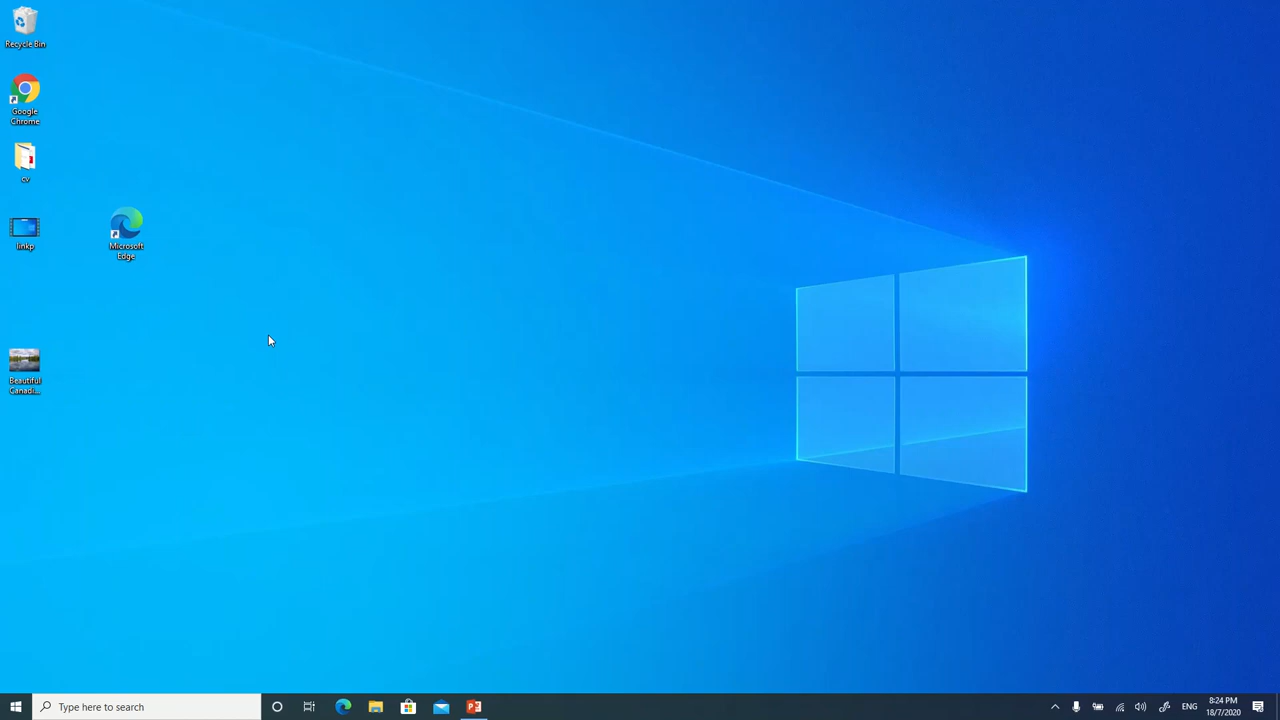 Recycle Bin
Google
Chrome
cv
linkp
Microsoft
Edge
Beautiful
Canadi...
Type here to search
ENG
8:24 PM
18/7/2020